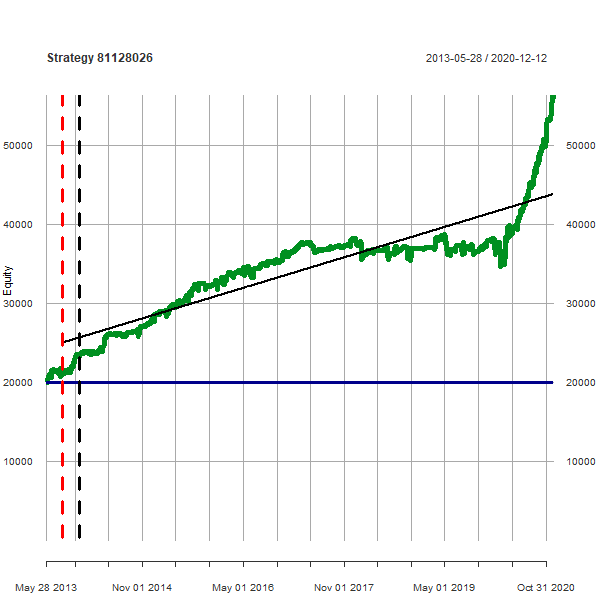 Strategy 81128026
2013-05-28 / 2020-12-12
50000
50000
40000
40000
Equity
30000
30000
20000
20000
10000
10000
May 28 2013
Nov 01 2014
May 01 2016
Nov 01 2017
May 01 2019
Oct 31 2020